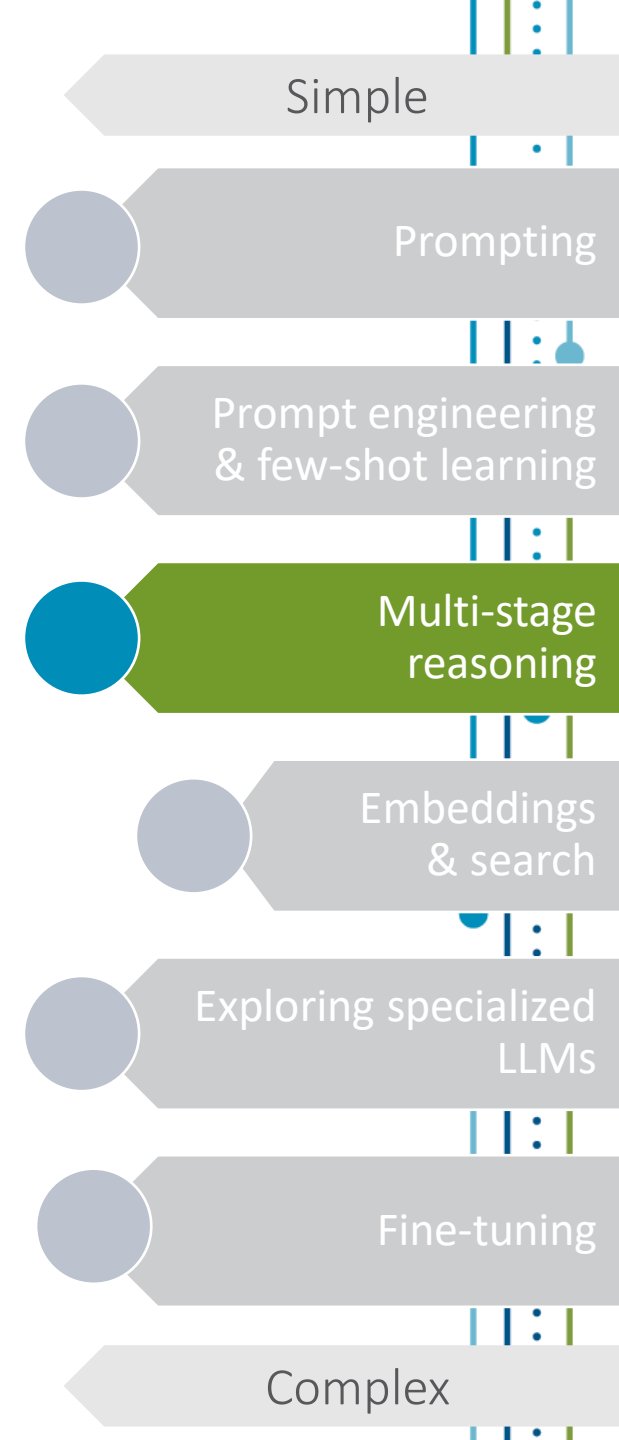 Simple
Prompting
Prompt engineering
& few-shot learning
Multi-stage
reasoning
Embeddings
& search
Exploring specialized
LLMs
Fine-tuning
Complex